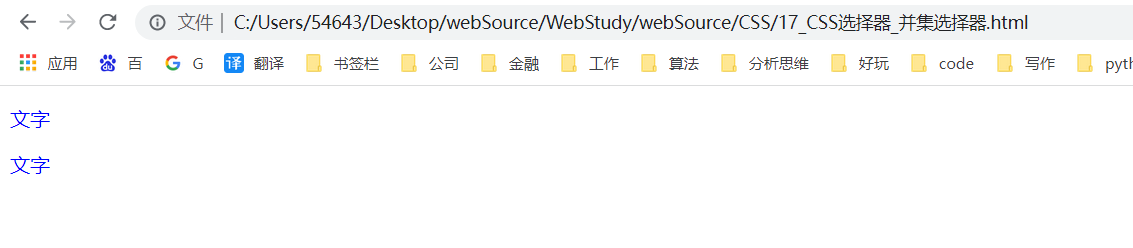 文件 C:/Users/54643/Desktop/webSource/WebStudy/webSource/CSS/17_CSS选择器_并集选择器.html
应用 百 G 译 翻译 书签栏 公司 金融 工作 算法 分析思维 好玩 code 写作 pyth
文字
文字